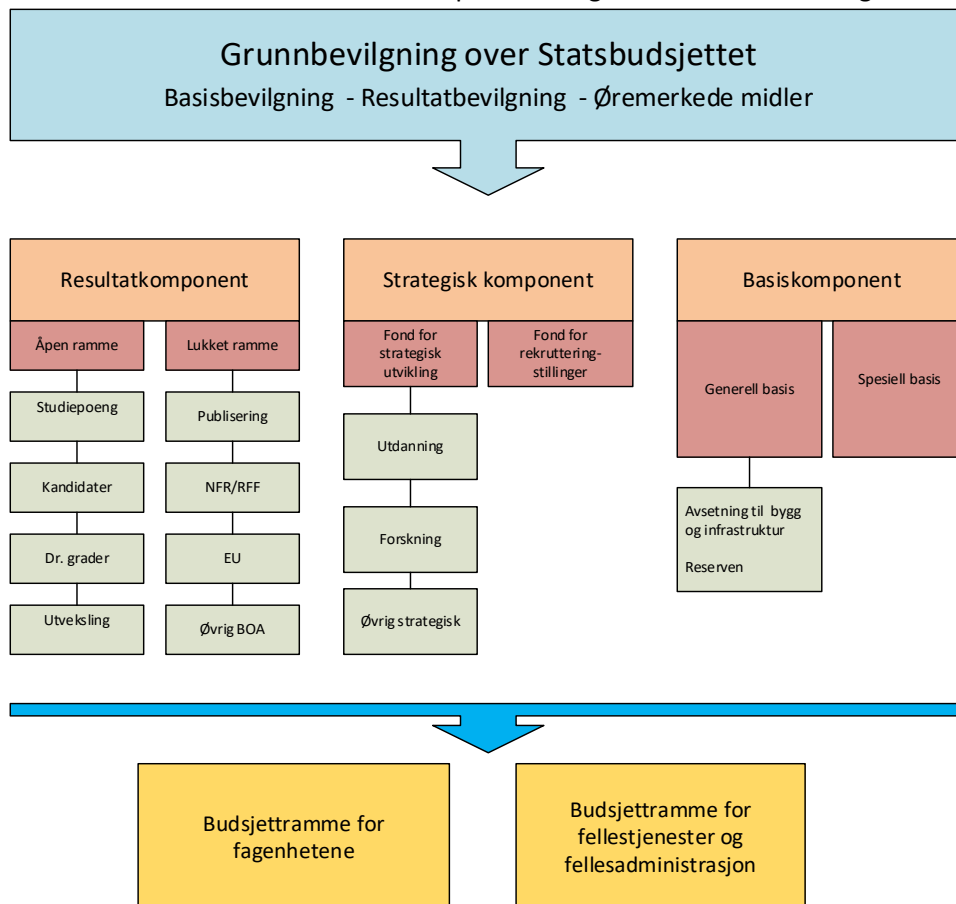 Grunnbevilgning over Statsbudsjettet
Basisbevilgning - Resultatbevilgning - Øremerkede midler
Resultatkomponent
Åpen ramme
Lukket ramme
Studiepoeng
Publisering
Kandidater
NFR/RFF
Dr. grader
EU
Utveksling
Øvrig BOA
Strategisk komponent
Fond for
strategisk
utvikling
Fond for
rekruttering-
stillinger
Utdanning
Forskning
Øvrig strategisk
Basiskomponent
Generell basis
Spesiell basis
Avsetning til bygg
og infrastruktur
Reserven
Budsjettramme for
fagenhetene
Budsjettramme for
fellestjenester og
fellesadministrasjon